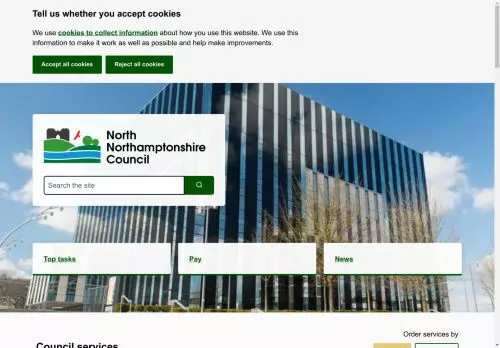 Tell us whether you accept cookies
We use cookies to collect information about how you use this website. We use this
information to make it work as well as possible and help make improvements.
Accept all cookies
Reject all cookies
North
Northamptonshire
Council
Search the site
Top tasks
Pay
News
Order services by
Council services